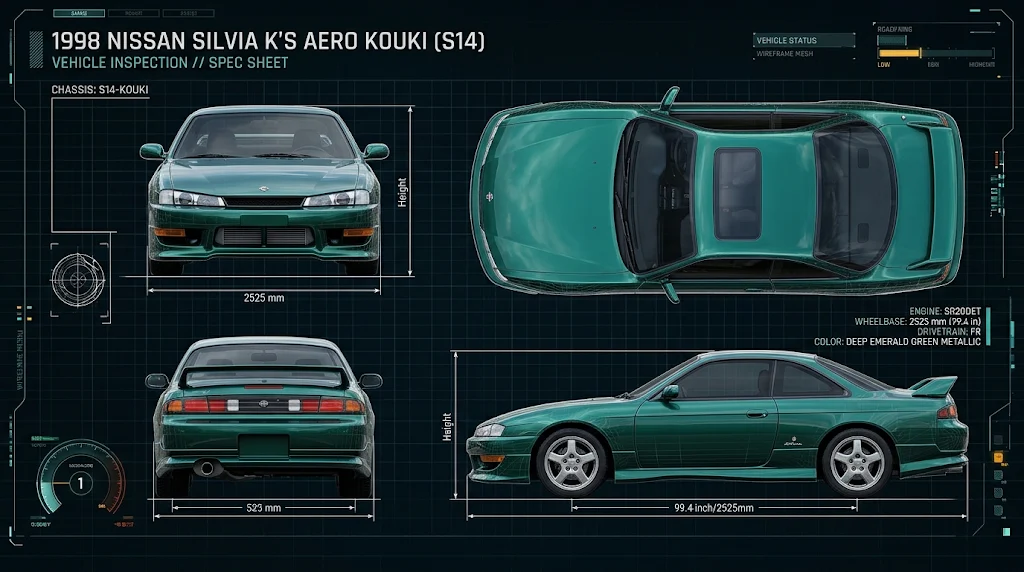 GARAGE
1998 NISSAN SILVIA K'S AERO KOUKI (S14)
VEHICLE INSPECTION // SPEC SHEET
VEHICLE STATUS
WIREFRAME MESH
LOW
CHASSIS: S14-KOUKI
Height
2525 mm
ENGINE: SR20DET
WHEELBASE: 2525 mm (99.4 in)
DRIVETRAIN: FR
COLOR: DEEP EMERALD GREEN METALLIC
Height
1
523 mm
99.4inch/2525mm